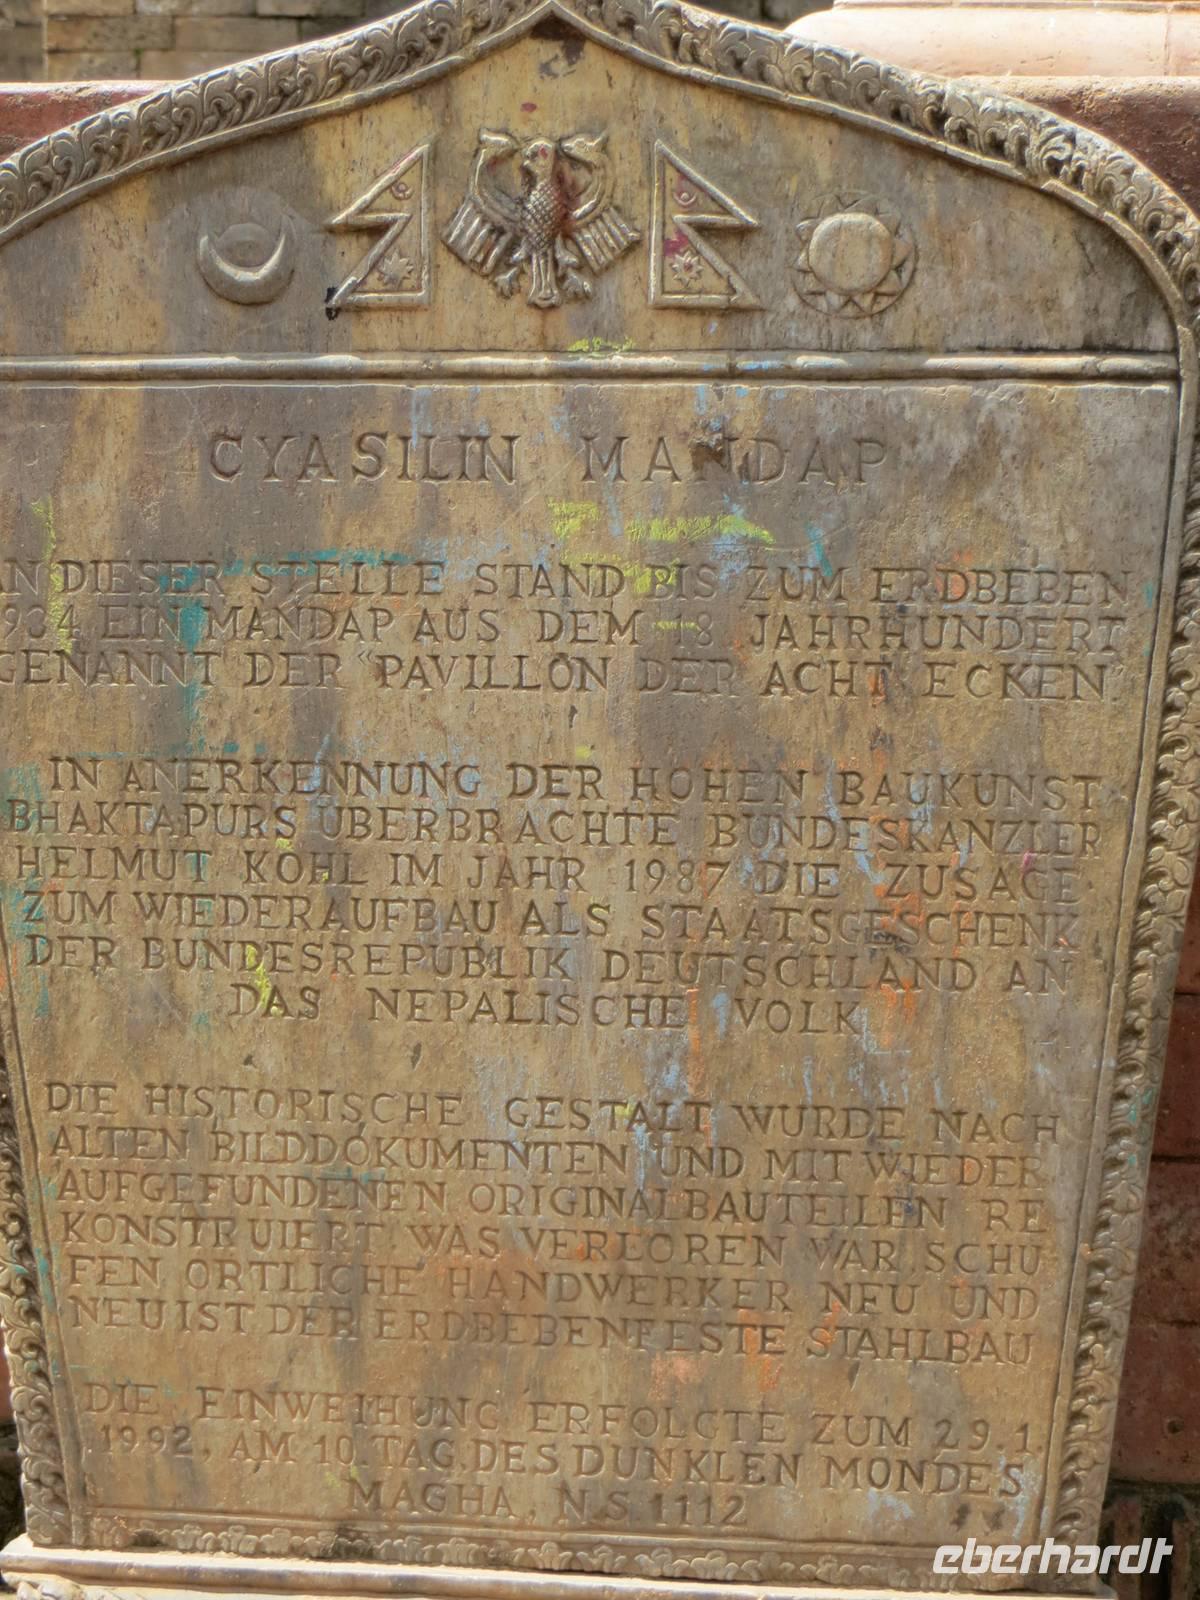 CYASILIN MANDAP
AN DIESER STELLE STAND BIS ZUM ERDBEBEN
1934 EIN MANDAP AUS DEM 18 JAHRHUNDERT
GENANNT DER "PAVILLON DER ACHT ECKEN"
IN ANERKENNUNG DER HOHEN BAUKUNST
BHAKTAPURS ÜBERBRACHTE BUNDESKANZLER
HELMUT KOHL IM JAHR 1987 DIE ZUSAGE
ZUM WIEDERAUFBAU ALS STAATSGESCHENK
DER BUNDESREPUBLIK DEUTSCHLAND AN
DAS NEPALISCHE VOLK
DIE HISTORISCHE GESTALT WURDE NACH
ALTEN BILDDOKUMENTEN UND MIT WIEDER
AUFGEFUNDENEN ORIGINALBAUTEILEN RE
KONSTRUIERT. WAS VERLOREN WAR, SCHU
FEN ORTLICHE HANDWERKER NEU UND
NEU IST DER ERDBEBENFESTE STAHLBAU
DIE EINWEIHUNG ERFOLGTE ZUM 29.1.
1992, AM 10. TAG. DES DUNKLEN MONDES
MAGHA, N.S. 1112
eberhardt